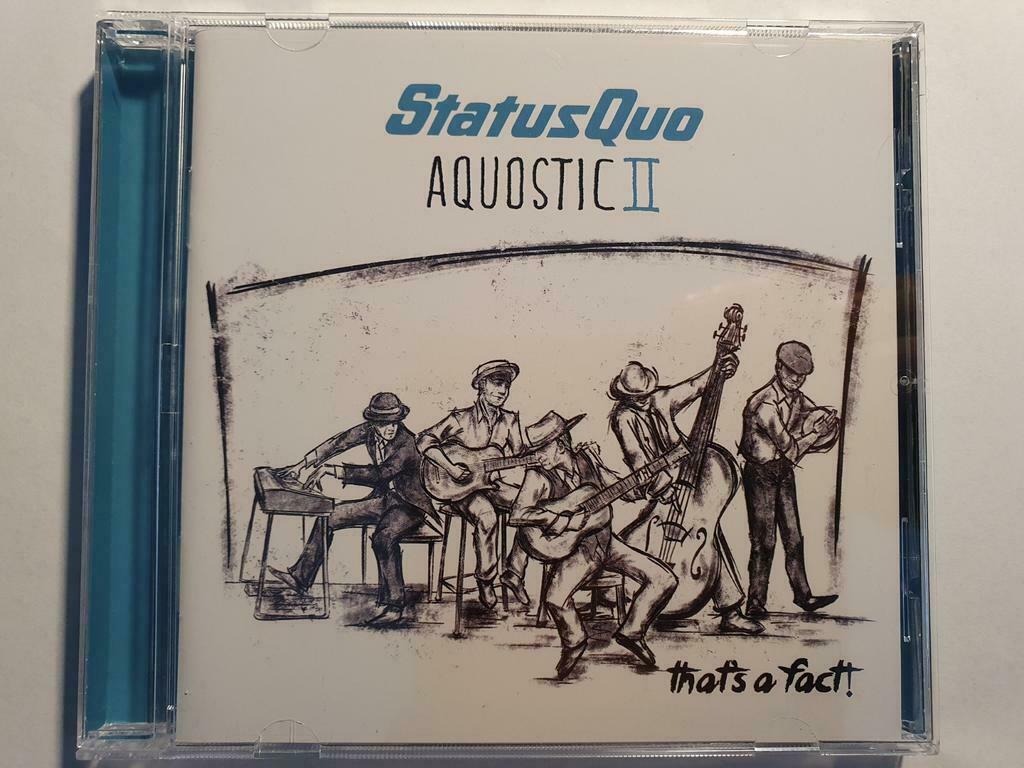 StatusQuo
AQUOSTIC II
that's a fact!